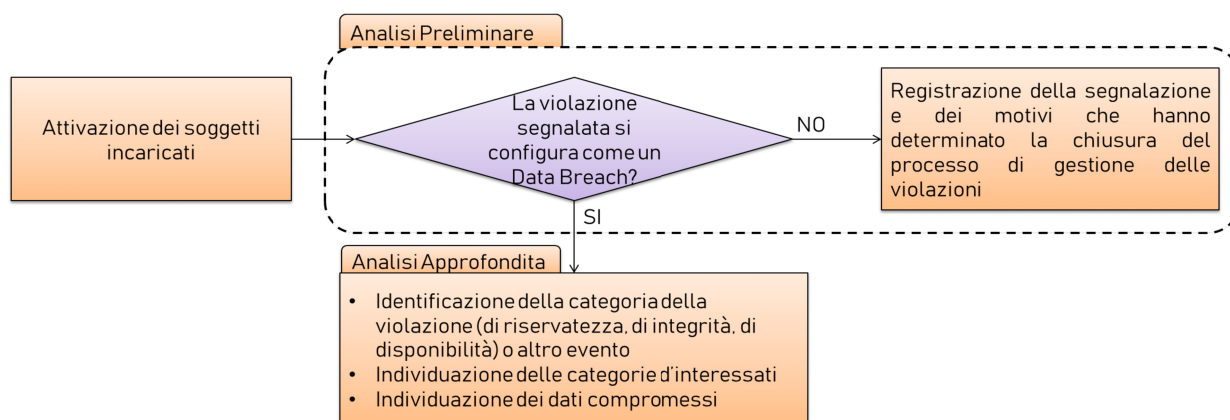 Analisi Preliminare
Attivazione dei soggetti
incaricati
La violazione
segnalata si
configura come un
Data Breach?
NO
Registrazione della segnalazione
e dei motivi che hanno
determinato la chiusura del
processo di gestione delle
violazioni
SI
Analisi Approfondita
• Identificazione della categoria della
violazione (di riservatezza, di integrità, di
disponibilità) o altro evento
• Individuazione delle categorie d'interessati
• Individuazione dei dati compromessi